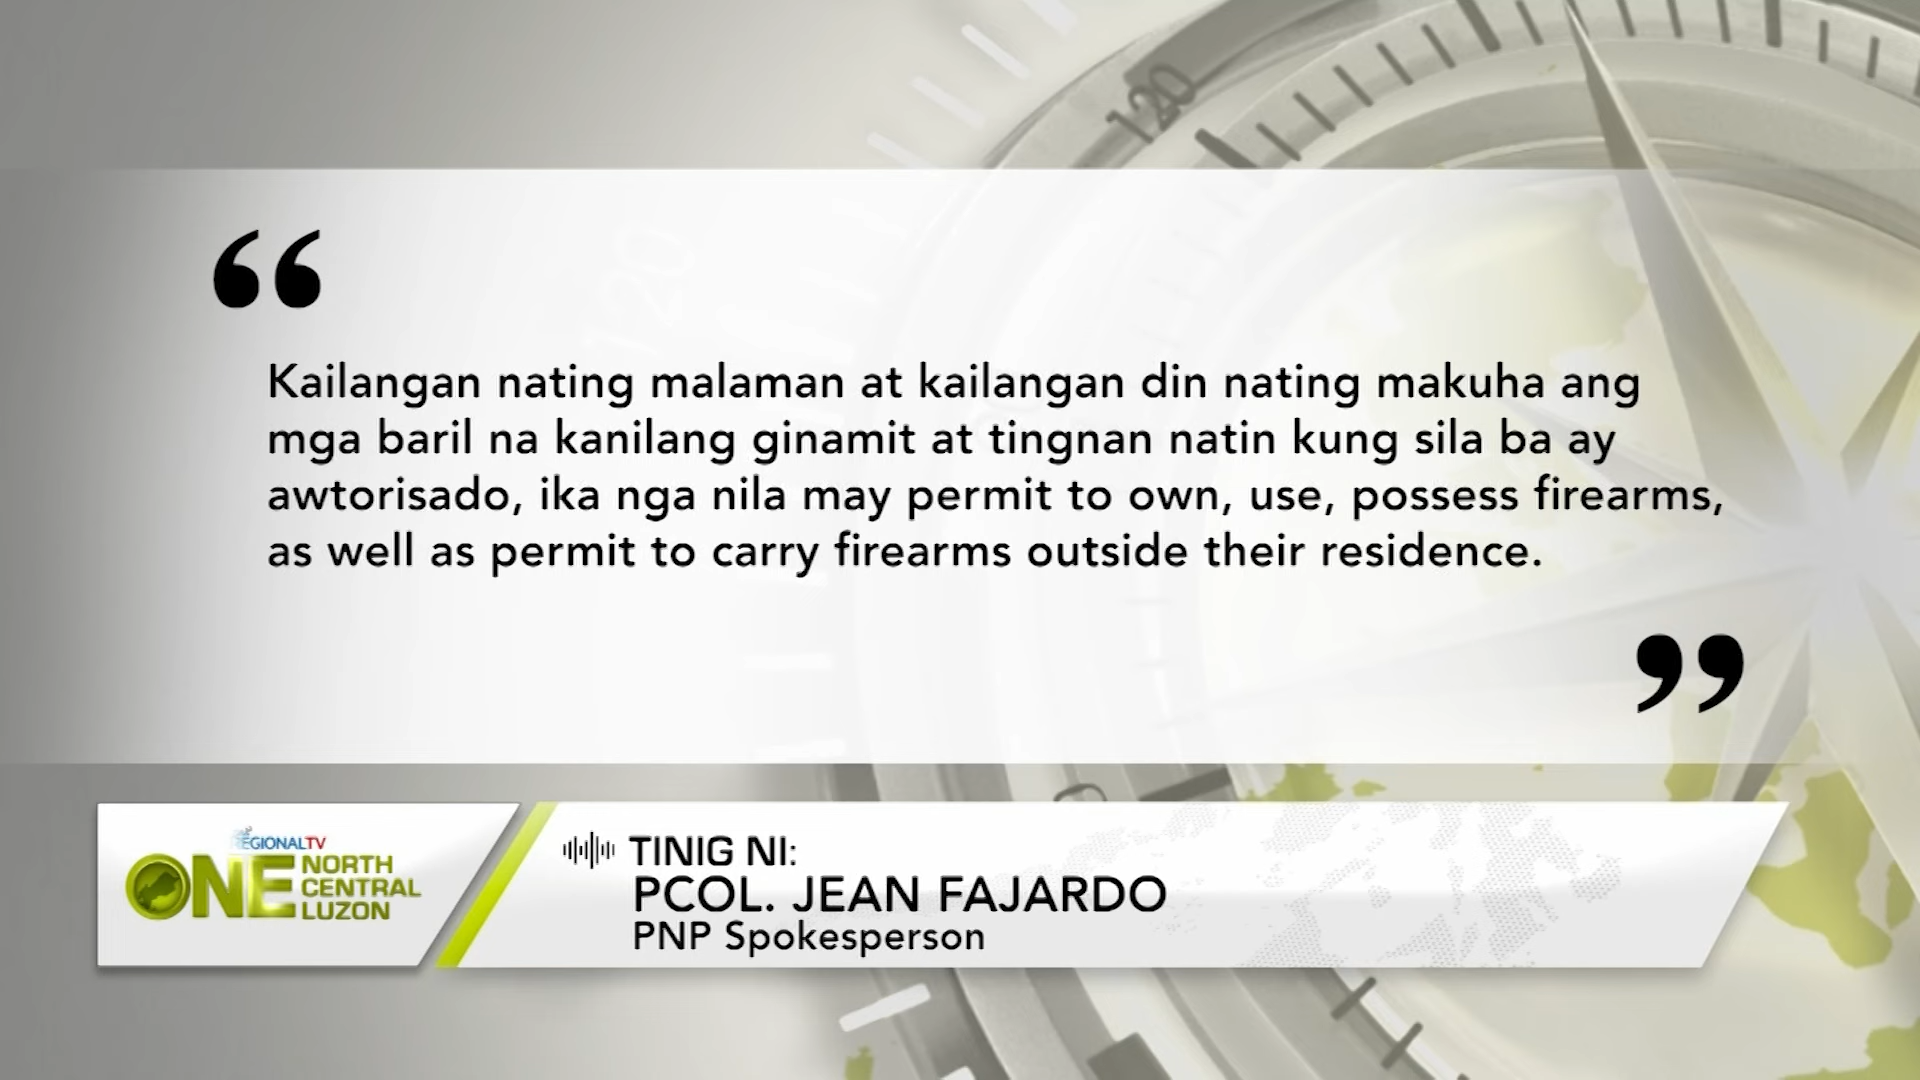 120
“
Kailangan nating malaman at kailangan din nating makuha ang
mga baril na kanilang ginamit at tingnan natin kung sila ba ay
awtorisado, ika nga nila may permit to own, use, possess firearms,
as well as permit to carry firearms outside their residence.
”
REGIONALTV
ONE NORTH
CENTRAL
LUZON
TINIG NI:
PCOL. JEAN FAJARDO
PNP Spokesperson